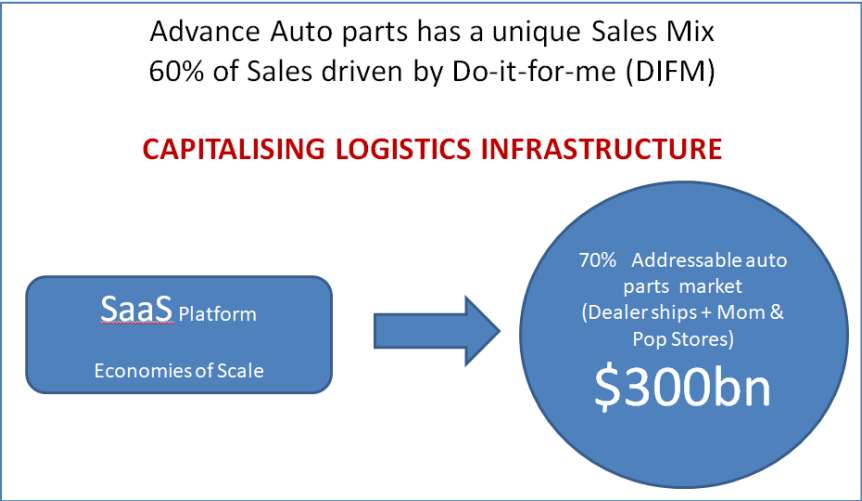 Advance Auto parts has a unique Sales Mix
60% of Sales driven by Do-it-for-me (DIFM)
CAPITALISING LOGISTICS INFRASTRUCTURE
SaaS Platform
Economies of Scale
70% Addressable auto
parts market
(Dealerships + Mom &
Pop Stores)
$300bn